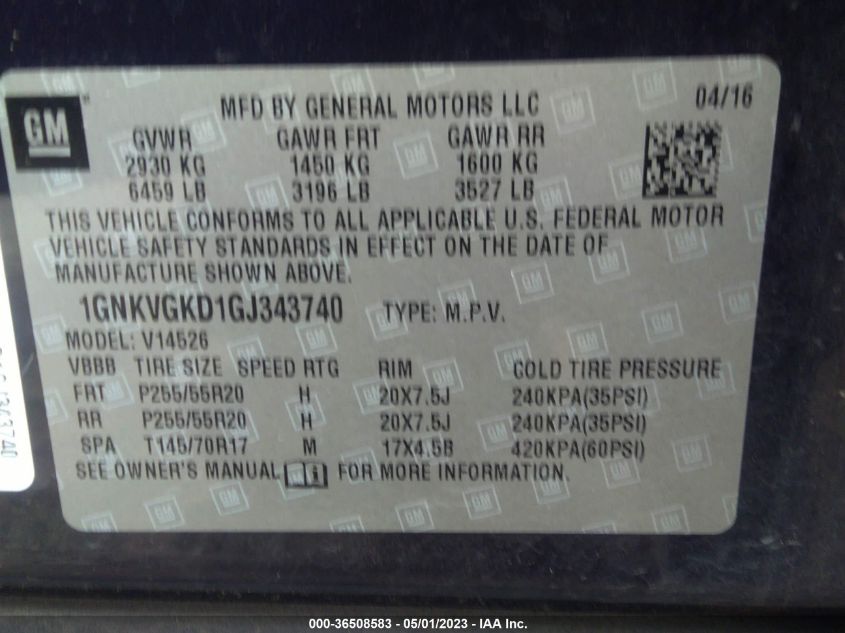 GM
MFD BY GENERAL MOTORS LLC 04/16
GVWR GAWR FRT GAWR RR
2930 KG 1450 KG 1600 KG
6459 LB 3196 LB 3527 LB
THIS VEHICLE CONFORMS TO ALL APPLICABLE U.S. FEDERAL MOTOR
VEHICLE SAFETY STANDARDS IN EFFECT ON THE DATE OF
MANUFACTURE SHOWN ABOVE.
1GNKVGKD1GJ343740 TYPE: M.P.V.
MODEL: V14526
VBBB TIRE SIZE SPEED RTG RIM COLD TIRE PRESSURE
FRT P255/55R20 H 20X7.5J 240KPA(35PSI)
RR P255/55R20 H 20X7.5J 240KPA(35PSI)
SPA T145/70R17 M 17X4.5B 420KPA(60PSI)
SEE OWNER'S MANUAL FOR MORE INFORMATION.
000-36508583 - 05/01/2023 - IAA Inc.